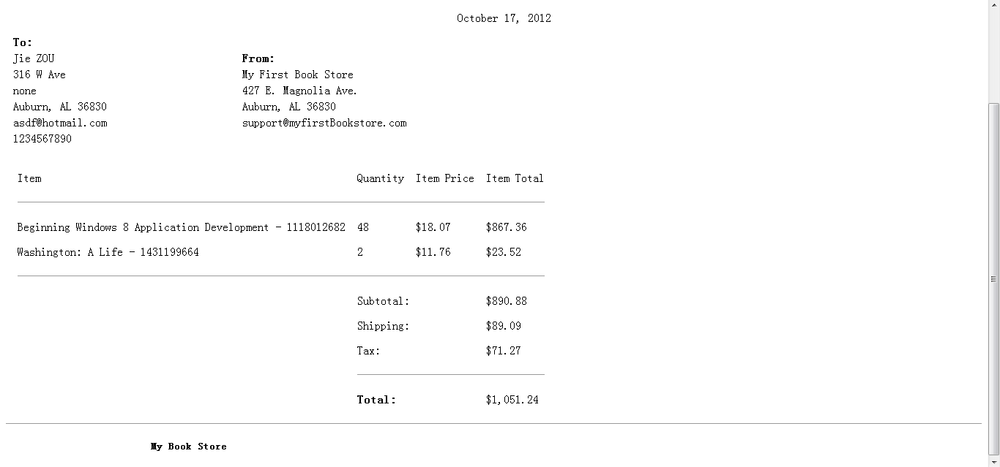 October 17, 2012
To:
Jie ZOU
316 W Ave
none
Auburn, AL 36830
asdf@hotmail.com
1234567890
From:
My First Book Store
427 E. Magnolia Ave.
Auburn, AL 36830
support@myfirstBookstore.com
Item Quantity Item Price Item Total
Beginning Windows 8 Application Development - 1118012682 48 $18.07 $867.36
Washington: A Life - 1431199664 2 $11.76 $23.52
Subtotal: $890.88
Shipping: $89.09
Tax: $71.27
Total: $1,051.24
My Book Store